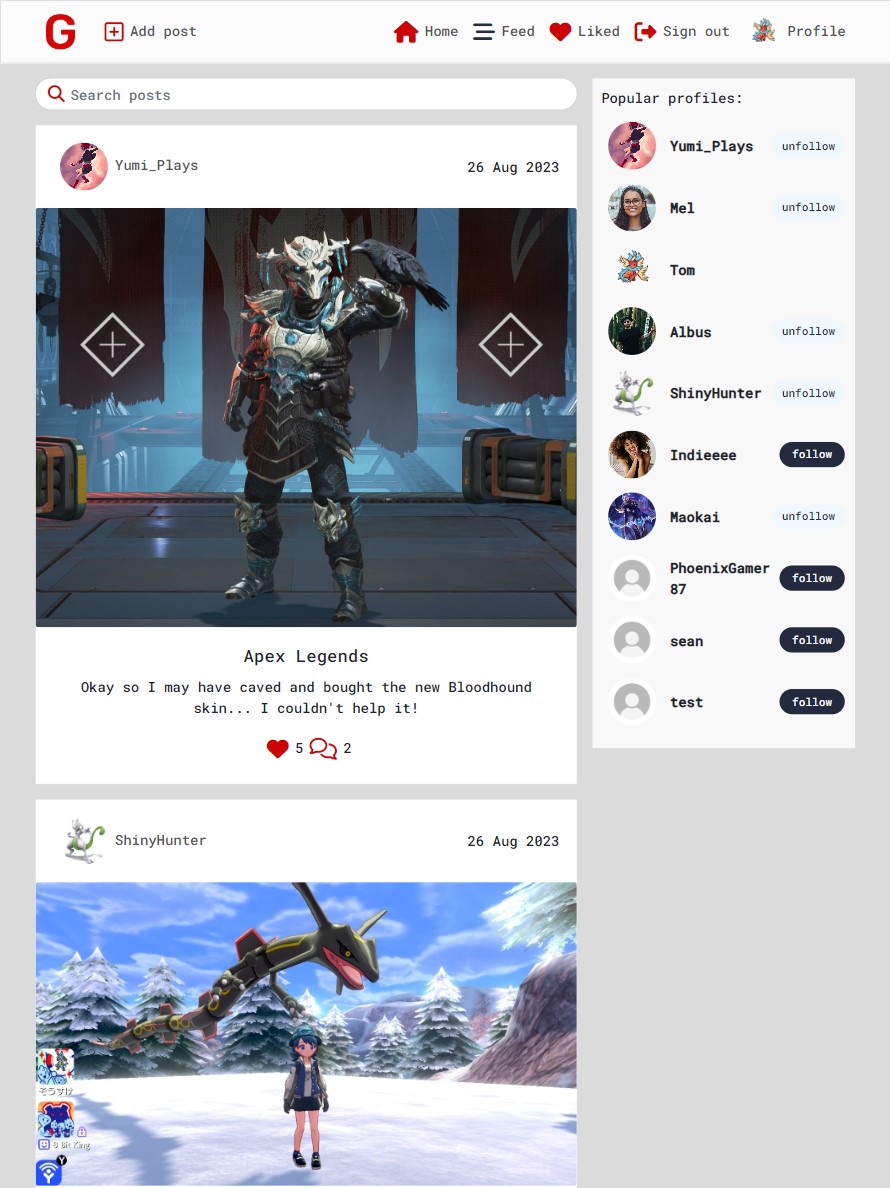 G
Add post
Home
Feed
Liked
Sign out
Profile
Search posts
Yumi_Plays
26 Aug 2023
Apex Legends
Okay so I may have caved and bought the new Bloodhound
skin... I couldn't help it!
5
2
ShinyHunter
26 Aug 2023
そうすけ
8 Bit King
Y
Popular profiles:
Yumi_Plays
unfollow
Mel
unfollow
Tom
Albus
unfollow
ShinyHunter
unfollow
Indieeee
follow
Maokai
unfollow
PhoenixGamer
87
follow
sean
follow
test
follow